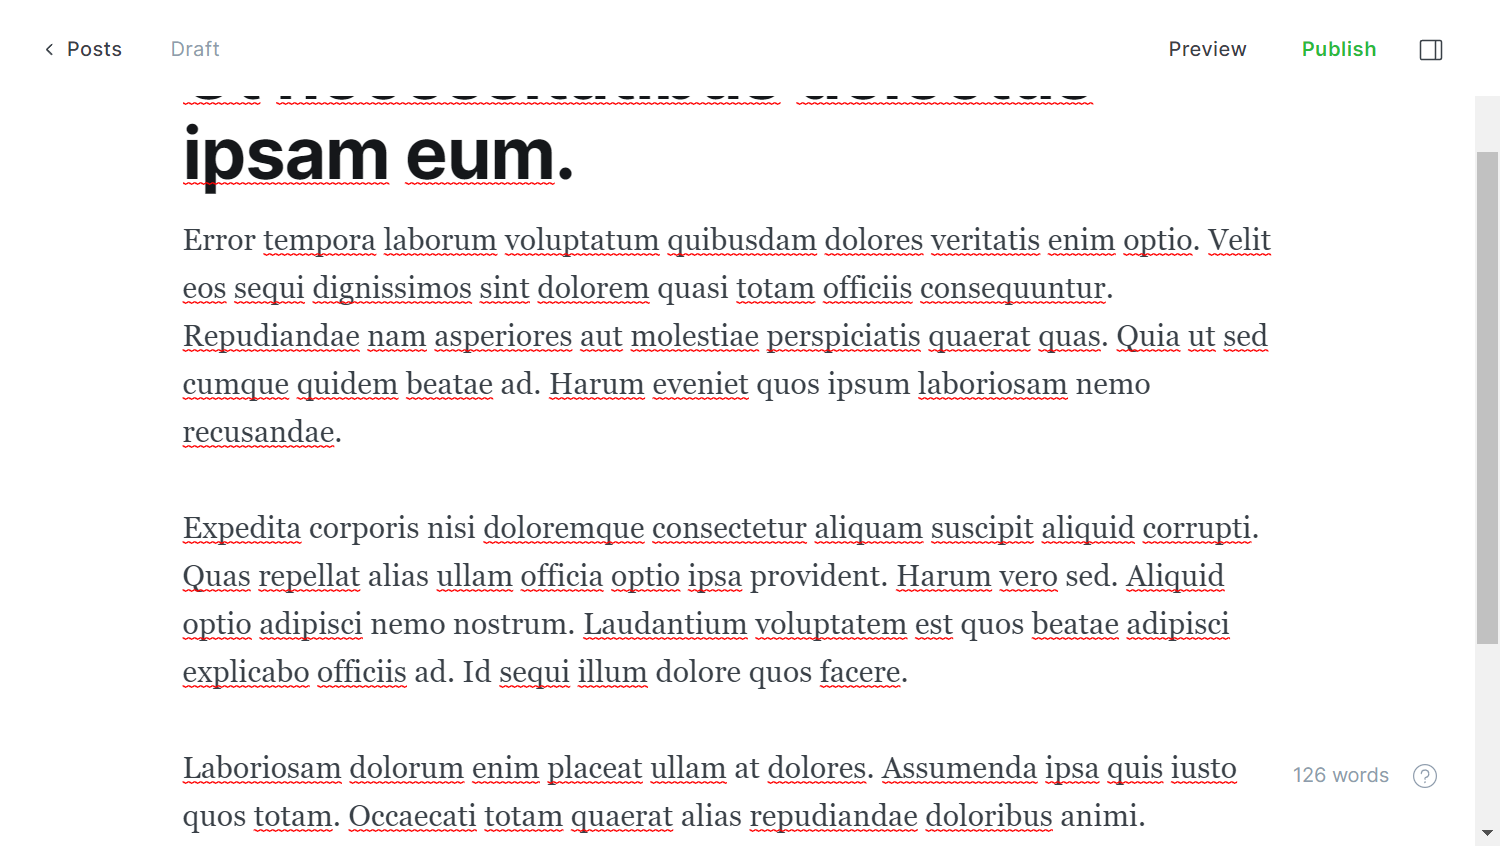 Posts
Draft
Preview
Publish
ipsam eum.
Error tempora laborum voluptatum quibusdam dolores veritatis enim optio. Velit
eos sequi dignissimos sint dolorem quasi totam officiis consequuntur.
Repudiandae nam asperiores aut molestiae perspiciatis quaerat quas. Quia ut sed
cumque quidem beatae ad. Harum eveniet quos ipsum laboriosam nemo
recusandae.
Expedita corporis nisi doloremque consectetur aliquam suscipit aliquid corrupti.
Quas repellat alias ullam officia optio ipsa provident. Harum vero sed. Aliquid
optio adipisci nemo nostrum. Laudantium voluptatem est quos beatae adipisci
explicabo officiis ad. Id sequi illum dolore quos facere.
Laboriosam dolorum enim placeat ullam at dolores. Assumenda ipsa quis iusto
quos totam. Occaecati totam quaerat alias repudiandae doloribus animi.
126 words